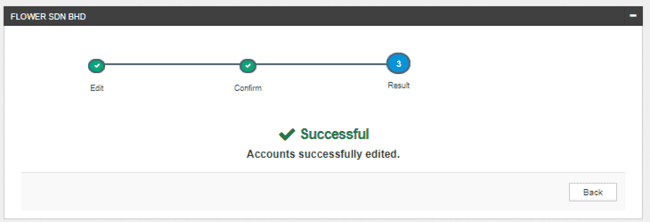 FLOWER SDN BHD
3
Edit
Confirm
Result
Successful
Accounts successfully edited.
Back